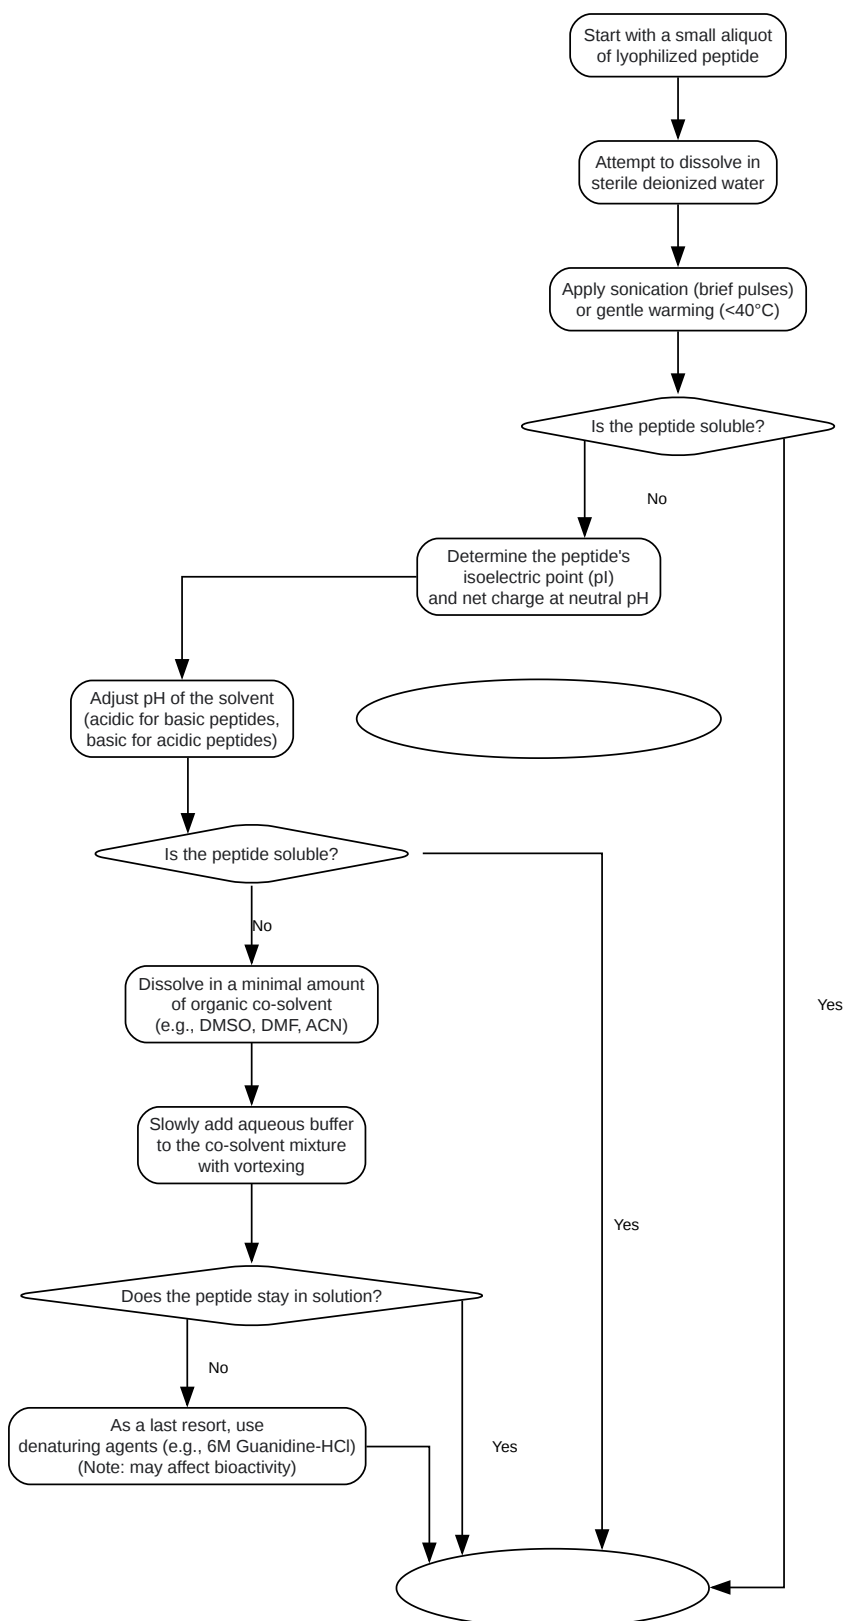 Start with a small aliquot
of lyophilized peptide
Attempt to dissolve in
sterile deionized water
Apply sonication (brief pulses)
or gentle warming (<40°C)
Is the peptide soluble?
No
Determine the peptide's
isoelectric point (pI)
and net charge at neutral pH
Adjust pH of the solvent
(acidic for basic peptides,
basic for acidic peptides)
Is the peptide soluble?
No
Dissolve in a minimal amount
of organic co-solvent
(e.g., DMSO, DMF, ACN)
Yes
Slowly add aqueous buffer
to the co-solvent mixture
with vortexing
Yes
Does the peptide stay in solution?
No
As a last resort, use
denaturing agents (e.g., 6M Guanidine-HCl)
(Note: may affect bioactivity)
Yes